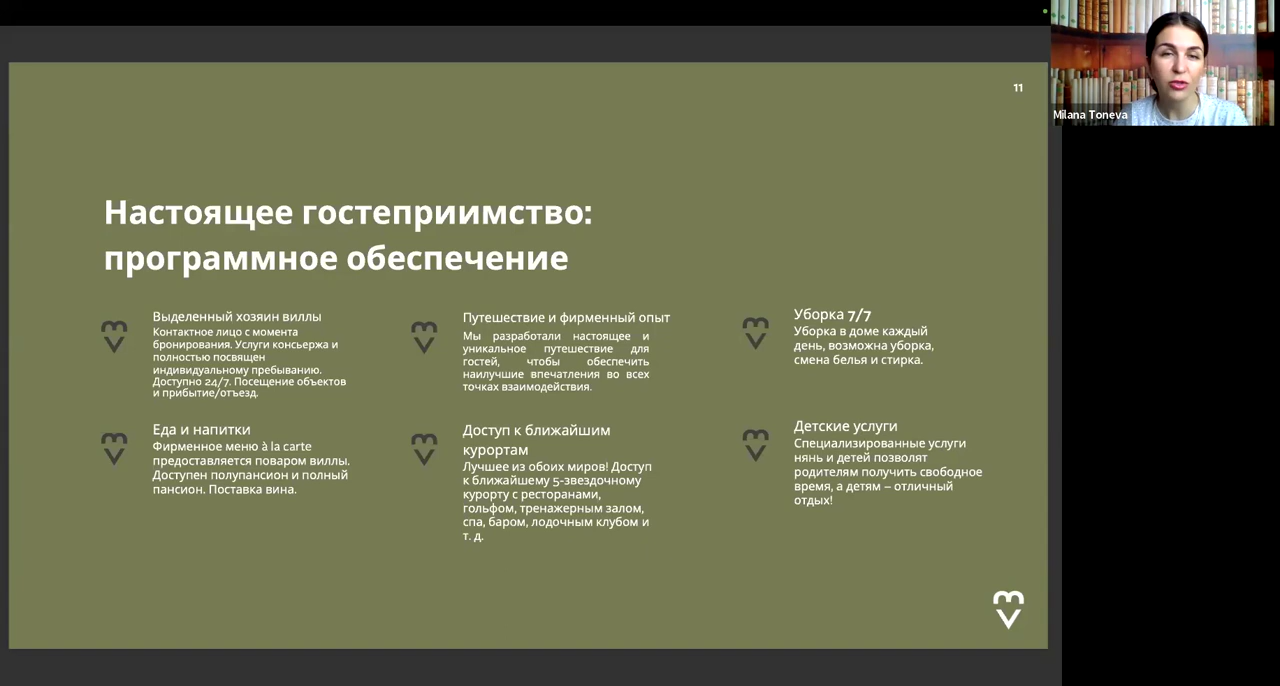 11
Milana Toneva
Настоящее гостеприимство:
программное обеспечение
Выделенный хозяин виллы
Контактное лицо с момента
бронирования. Услуги консьержа и
полностью посвящен
индивидуальному пребыванию.
Доступно 24/7. Посещение объектов
и прибытие/отъезд.
Путешествие и фирменный опыт
Мы разработали настоящее и
уникальное путешествие для
гостей, чтобы обеспечить
наилучшие впечатления во всех
точках взаимодействия.
Уборка 7/7
Уборка в доме каждый
день, возможна уборка,
смена белья и стирка.
Еда и напитки
Фирменное меню à la carte
предоставляется поваром виллы.
Доступен полупансион и полный
пансион. Поставка вина.
Доступ к ближайшим
курортам
Лучшее из обоих миров! Доступ
к ближайшему 5-звездочному
курорту с ресторанами,
гольфом, тренажерным залом,
спа, баром, лодочным клубом и
т. д.
Детские услуги
Специализированные услуги
нянь и детей позволят
родителям получить свободное
время, а детям – отличный
отдых!